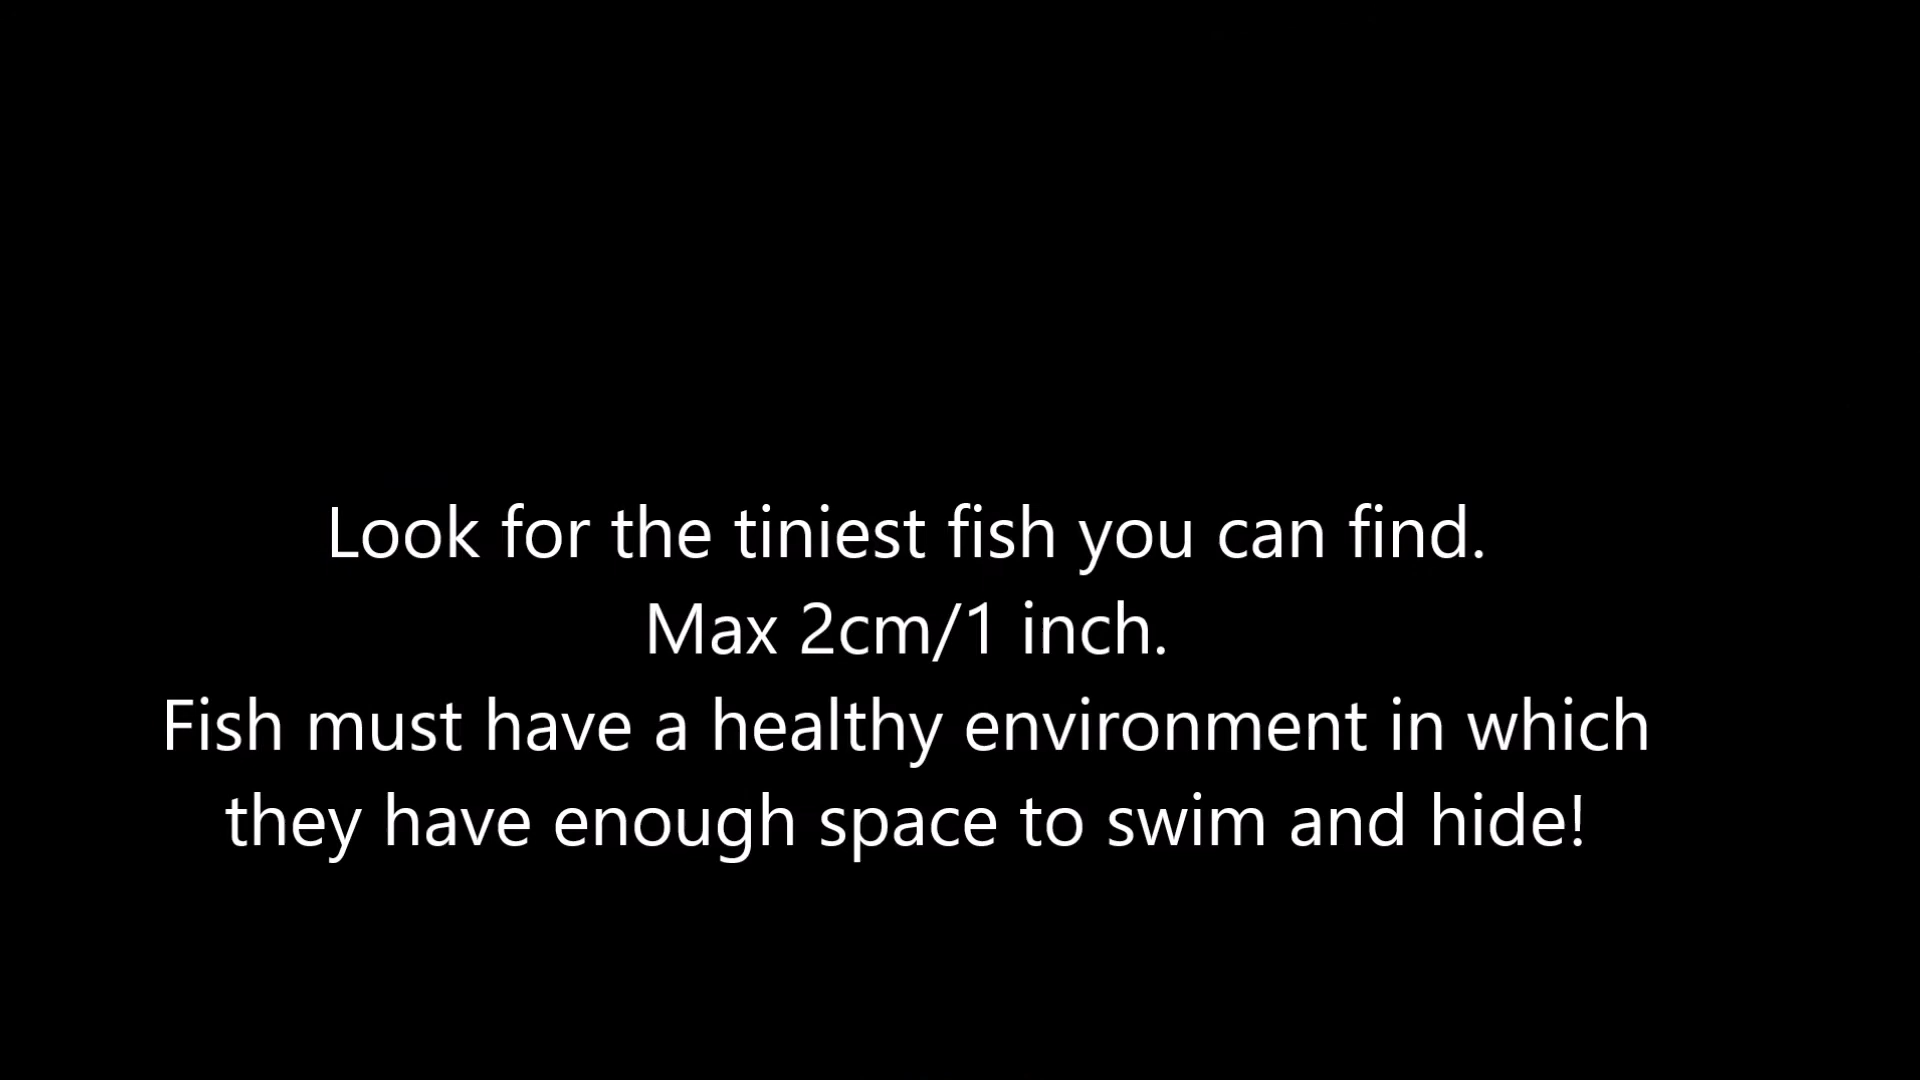 Look for the tiniest fish you can find.
Max 2cm/1 inch.
Fish must have a healthy environment in which
they have enough space to swim and hide!